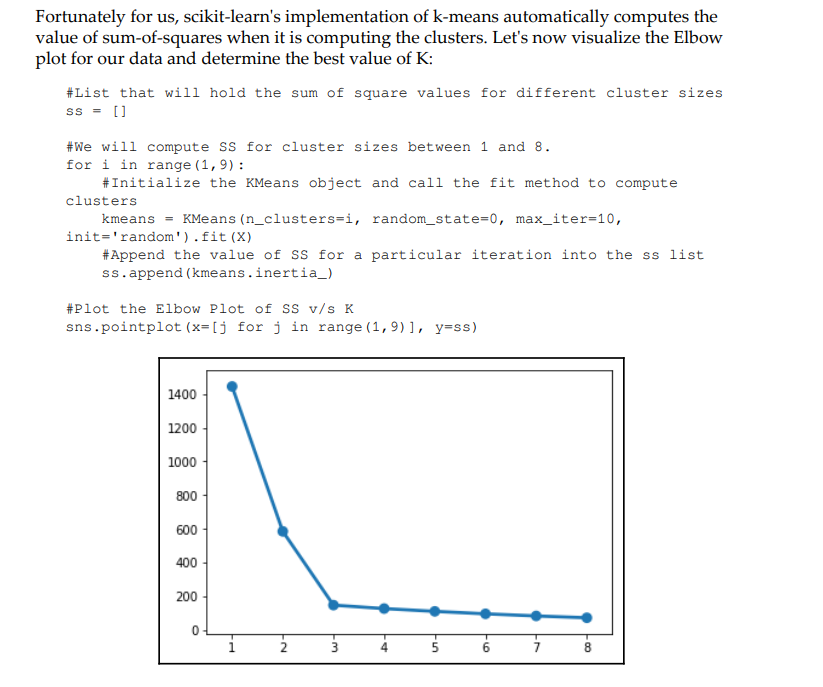 Fortunately for us, scikit-learn's implementation of k-means automatically computes the
value of sum-of-squares when it is computing the clusters. Let's now visualize the Elbow
plot for our data and determine the best value of K:
#List that will hold the sum of square values for different cluster sizes
ss = []
#We will compute SS for cluster sizes between 1 and 8.
for i in range(1,9):
    #Initialize the KMeans object and call the fit method to compute
clusters
    kmeans = KMeans(n_clusters=i, random_state=0, max_iter=10,
init='random').fit(X)
    #Append the value of SS for a particular iteration into the ss list
    ss.append(kmeans.inertia_)
#Plot the Elbow Plot of SS v/s K
sns.pointplot(x=[j for j in range(1,9)], y=ss)
1400
1200
1000
800
600
400
200
0
1 2 3 4 5 6 7 8